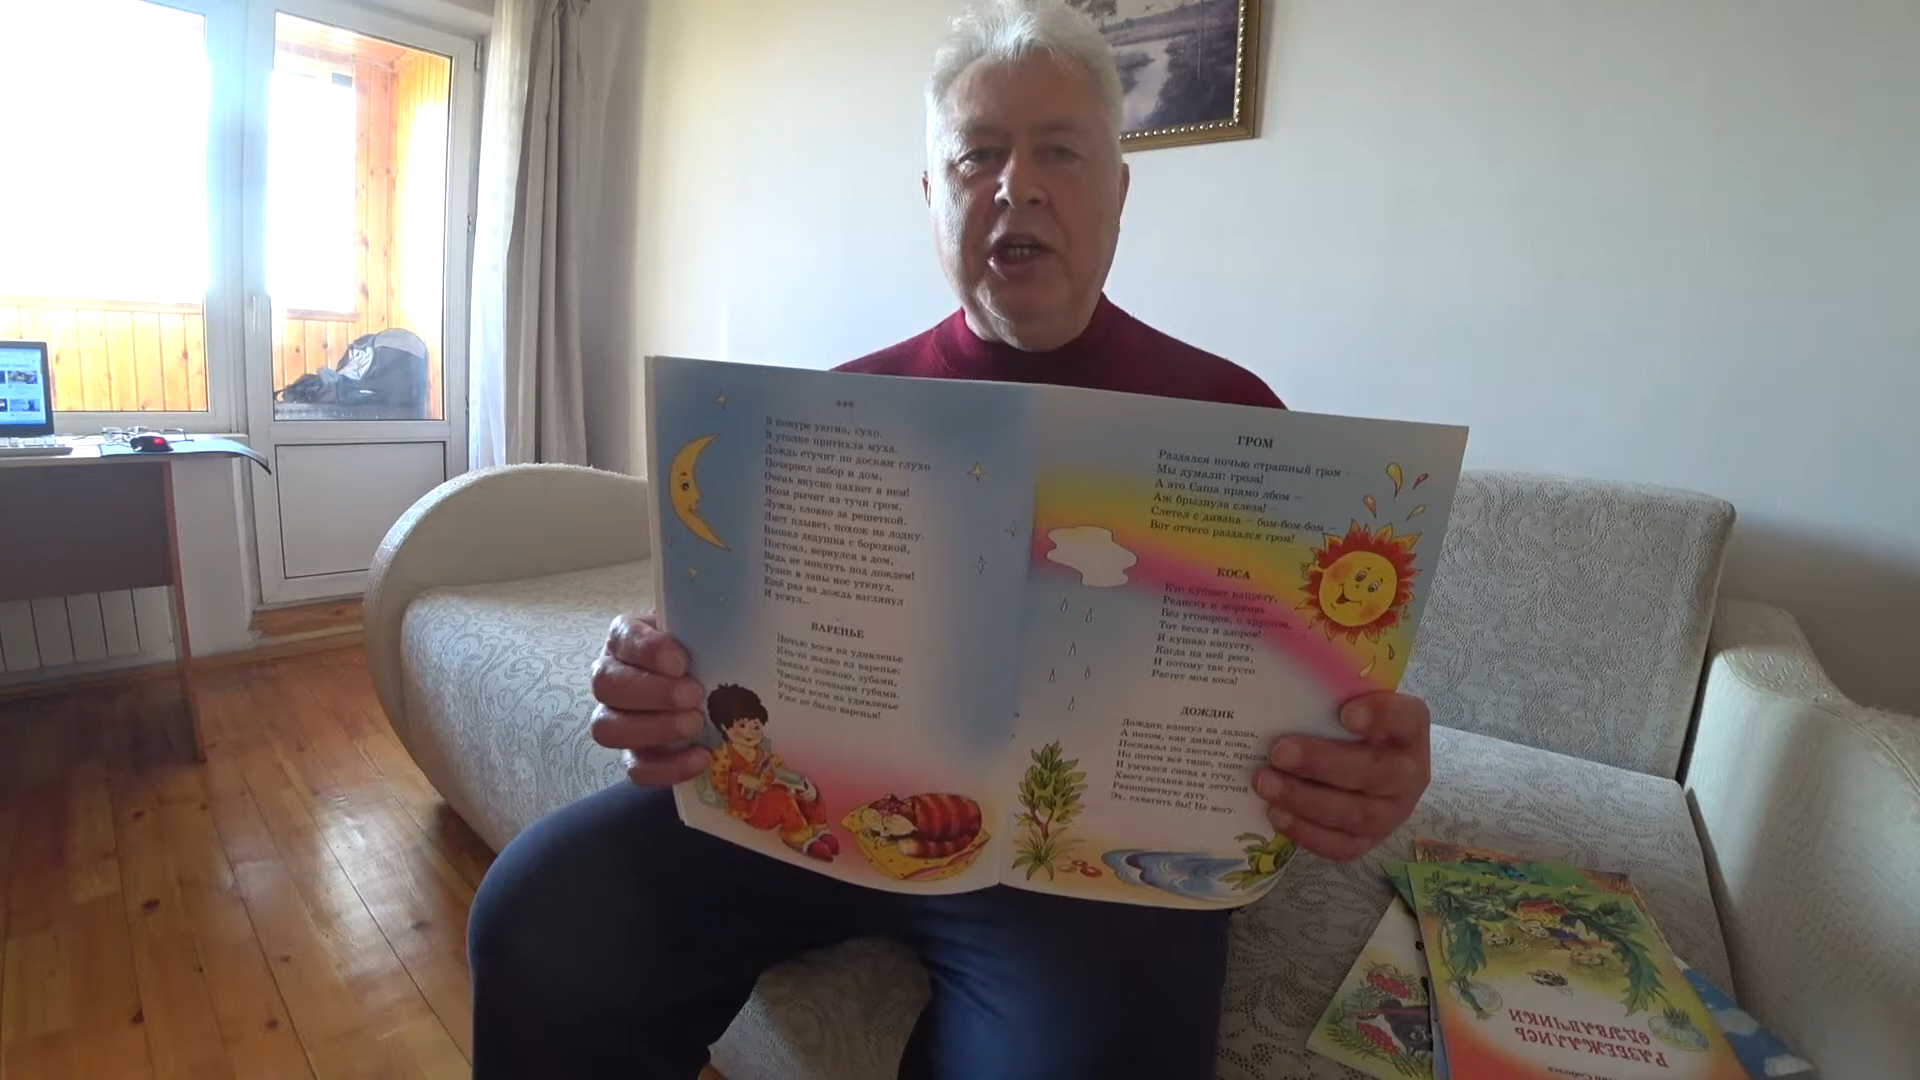 ***
В конуре уютно, сухо.
В уголке притихла муха.
Дождь стучит по доскам глухо
Почернел забор и дом,
Очень вкусно пахнет в нем!
Псом рычит из тучи гром.
Лужи, словно за решеткой.
Лист плывет, похож на лодку.
Вышел дедушка с бородкой,
Постоял, вернулся в дом,
Ведь не мокнуть под дождем!
Тузик в лапы нос уткнул,
Ещё раз на дождь взглянул
И уснул...
ВАРЕНЬЕ
Ночью всем на удивленье
Кто-то жадно ел варенье:
Звякал ложкою, зубами,
Чмокал сочными губами.
Утром всем на удивленье
Уже не было варенья!
ГРОМ
Раздался ночью страшный гром –
Мы думали: гроза!
А это Саша прямо лбом –
Аж брызнула слеза! –
Слетел с дивана – бом-бом-бом –
Вот отчего раздался гром!
КОСА
Кто кушает капусту,
Редиску и морковь
Без уговоров, с хрустом,
Тот весел и здоров!
Я кушаю капусту,
Когда на ней роса,
И потому так густо
Растет моя коса!
ДОЖДИК
Дождик капнул на ладонь,
А потом, как дикий конь,
Поскакал по листьям, крыше
Но потом всё тише, тише...
И умчался снова в тучу,
Хвост оставив нам летучий
Разноцветную дугу.
Эх, схватить бы! Не могу.
РАЗБЕЖАЛИСЬ
ОДУВАНЧИКИ